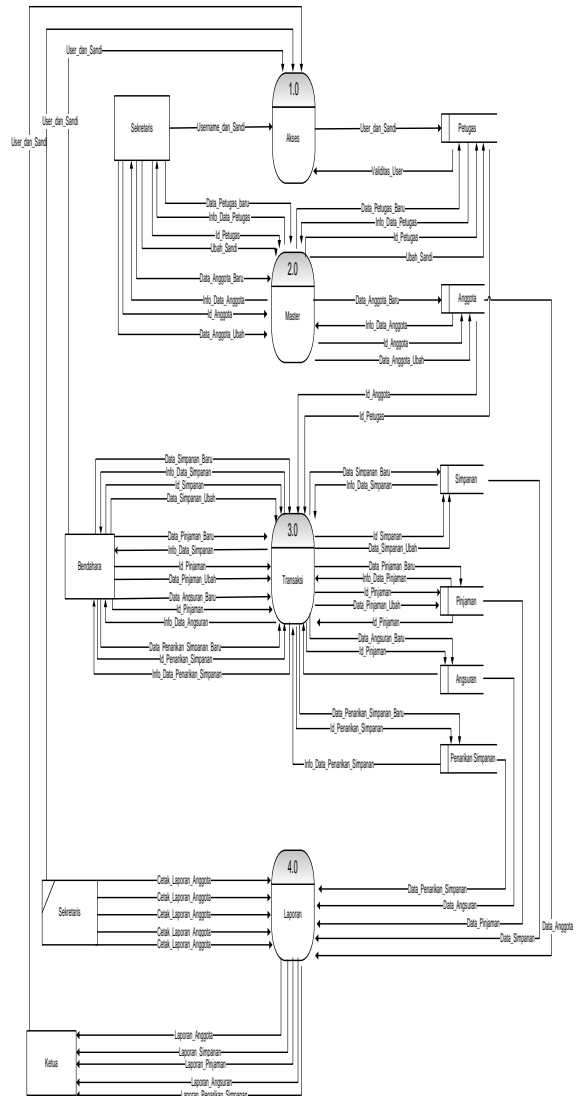 User_dan_Sandi
1.0
User_dan_Sandi
Sekretaris
Username_dan_Sandi
Akses
User_dan_Sandi
Petugas
User_dan_Sandi
Validitas_User
Data_Petugas_baru
Info_Data_Petugas
Id_Petugas
Ubah_Sandi
Data_Petugas_Baru
Info_Data_Petugas
Id_Petugas
Ubah_Sandi
2.0
Master
Data_Anggota_Baru
Info_Data_Anggota
Id_Anggota
Data_Anggota_Ubah
Data_Anggota_Baru
Anggota
Info_Data_Anggota
Id_Anggota
Data_Anggota_Ubah
Id_Anggota
Id_Petugas
Data_Simpanan_Baru
Info_Data_Simpanan
Id_Simpanan
Data_Simpanan_Ubah
Data_Simpanan_Baru
Info_Data_Simpanan
Simpanan
3.0
Transaksi
Bendahara
Data_Pinjaman_Baru
Info_Data_Simpanan
Id_Pinjaman
Data_Pinjaman_Ubah
Data_Angsuran_Baru
Id_Pinjaman
Info_Data_Angsuran
Id_Simpanan
Data_Simpanan_Ubah
Data_Pinjaman_Baru
Info_Data_Pinjaman
Id_Pinjaman
Data_Pinjaman_Ubah
Id_Pinjaman
Pinjaman
Data_Angsuran_Baru
Id_Pinjaman
Angsuran
Data_Penarikan_Simpanan_Baru
Id_Penarikan_Simpanan
Info_Data_Penarikan_Simpanan
Data_Penarikan_Simpanan_Baru
Id_Penarikan_Simpanan
Info_Data_Penarikan_Simpanan
Penarikan Simpanan
4.0
Laporan
Sekretaris
Cetak_Laporan_Anggota
Cetak_Laporan_Anggota
Cetak_Laporan_Anggota
Cetak_Laporan_Anggota
Cetak_Laporan_Anggota
Data_Penarikan_Simpanan
Data_Angsuran
Data_Pinjaman
Data_Simpanan
Data_Anggota
Ketua
Laporan_Anggota
Laporan_Simpanan
Laporan_Pinjaman
Laporan_Angsuran
Laporan_Penarikan_Simpanan